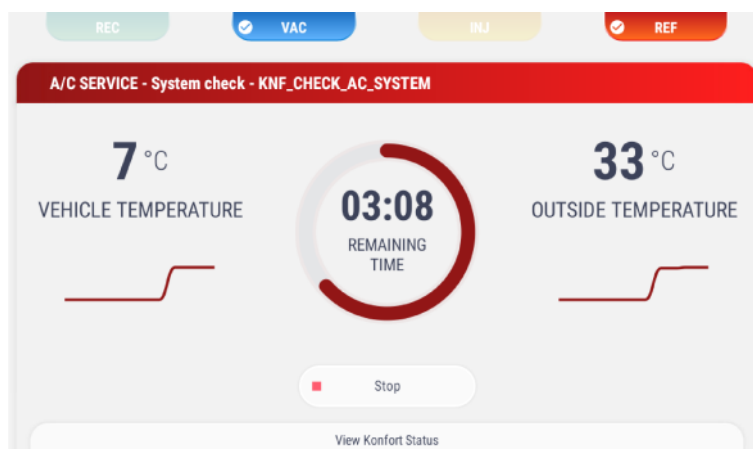 REC
VAC
INJ
REF
A/C SERVICE - System check - KNF_CHECK_AC_SYSTEM
7 °C
VEHICLE TEMPERATURE
03:08
REMAINING
TIME
33 °C
OUTSIDE TEMPERATURE
Stop
View Konfort Status